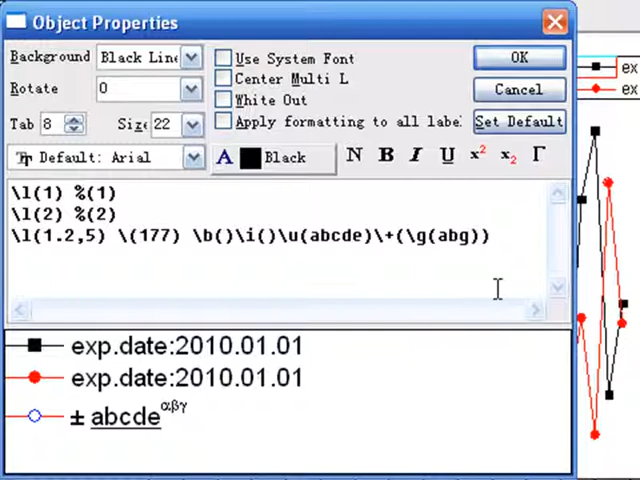 Object Properties
Background Black Line
Use System Font
OK
Rotate 0
Center Multi L
Cancel
White Out
Tab 8 Size 22
Apply formatting to all label
Set Default
Default: Arial
A Black N B I U x² x₂ Γ
\l(1) %(1)
\l(2) %(2)
\l(1.2,5) \(177) \b()\i()\u(abcde)\+(\g(abg))
exp.date:2010.01.01
exp.date:2010.01.01
± abcdeαβγ
ex
ex